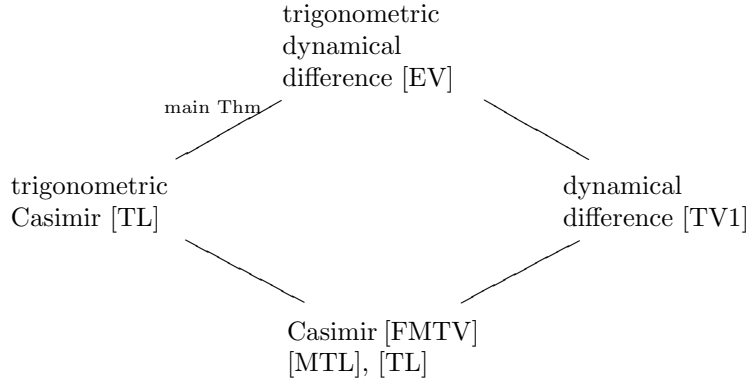 trigonometric
dynamical
difference [EV]
main Thm
trigonometric
Casimir [TL]
dynamical
difference [TV1]
Casimir [FMTV]
[MTL], [TL]